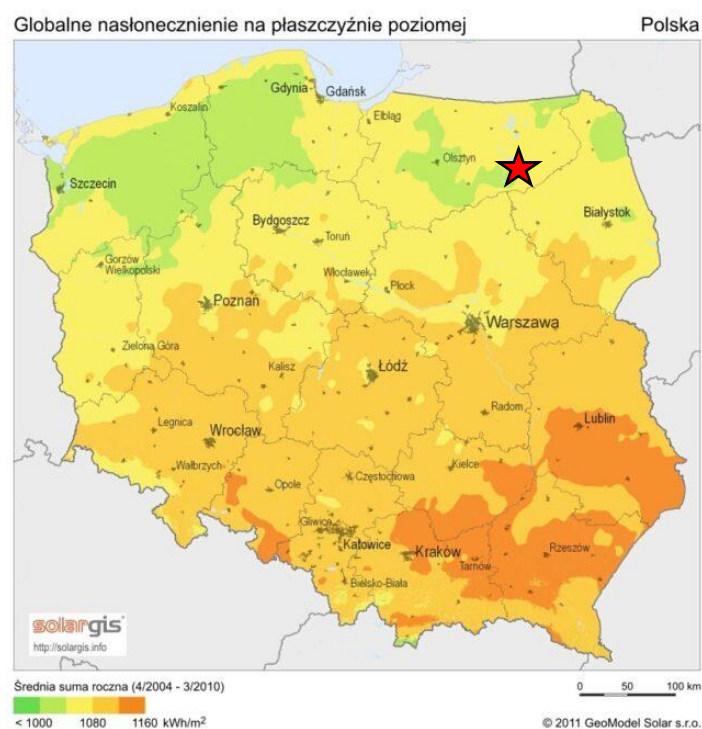 Globalne nasłonecznienie na płaszczyźnie poziomej
Polska
Gdynia
Gdańsk
Koszalin
Elbląg
Olsztyn
Szczecin
Białystok
Bydgoszcz
Toruń
Gorzów
Wielkopolski
Włocławek
Płock
Poznań
Warszawa
Zielona Góra
Kalisz
Łódź
Radom
Legnica
Wrocław
Lublin
Wałbrzych
Opole
Częstochowa
Kielce
Gliwice
Katowice
Kraków
Tarnów
Rzeszów
Bielsko-Biała
solargis
http://solargis.info
Średnia suma roczna (4/2004 - 3/2010)
< 1000 1080 1160 kWh/m²
0 50 100 km
© 2011 GeoModel Solar s.r.o.